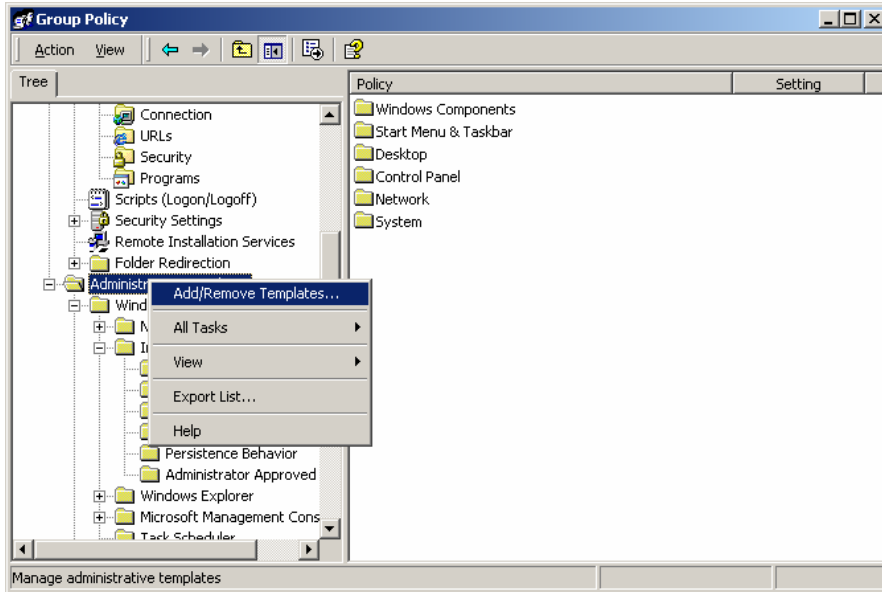 Group Policy
Action View
Tree
Policy Setting
Connection
URLs
Security
Programs
Scripts (Logon/Logoff)
Security Settings
Remote Installation Services
Folder Redirection
Persistence Behavior
Administrator Approved
Windows Explorer
Microsoft Management Cons
Task Scheduler
Add/Remove Templates...
All Tasks
View
Export List...
Help
Windows Components
Start Menu & Taskbar
Desktop
Control Panel
Network
System
Manage administrative templates